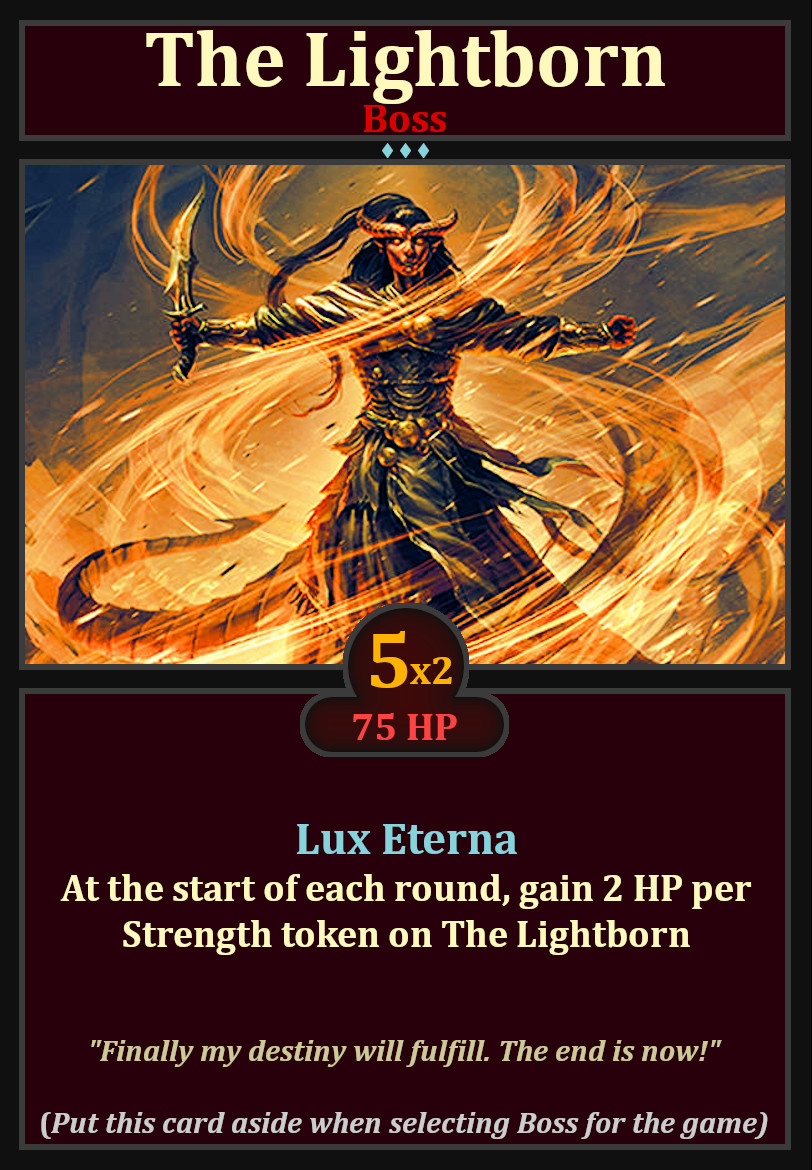 The Lightborn
Boss
5x2
75 HP
Lux Eterna
At the start of each round, gain 2 HP per
Strength token on The Lightborn
"Finally my destiny will fulfill. The end is now!"
(Put this card aside when selecting Boss for the game)